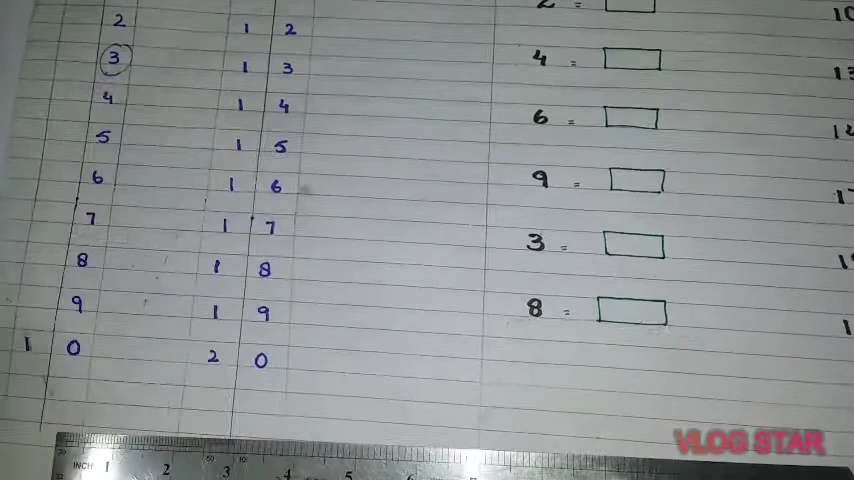 2 1 2 2 =
3 1 3 4 =
4 1 4 6 =
5 1 5
6 1 6 9 =
7 1 7 3 =
8 1 8
9 1 9 8 =
1 0 2 0
INCH 1 2 3 4 5 6
VLOG STAR